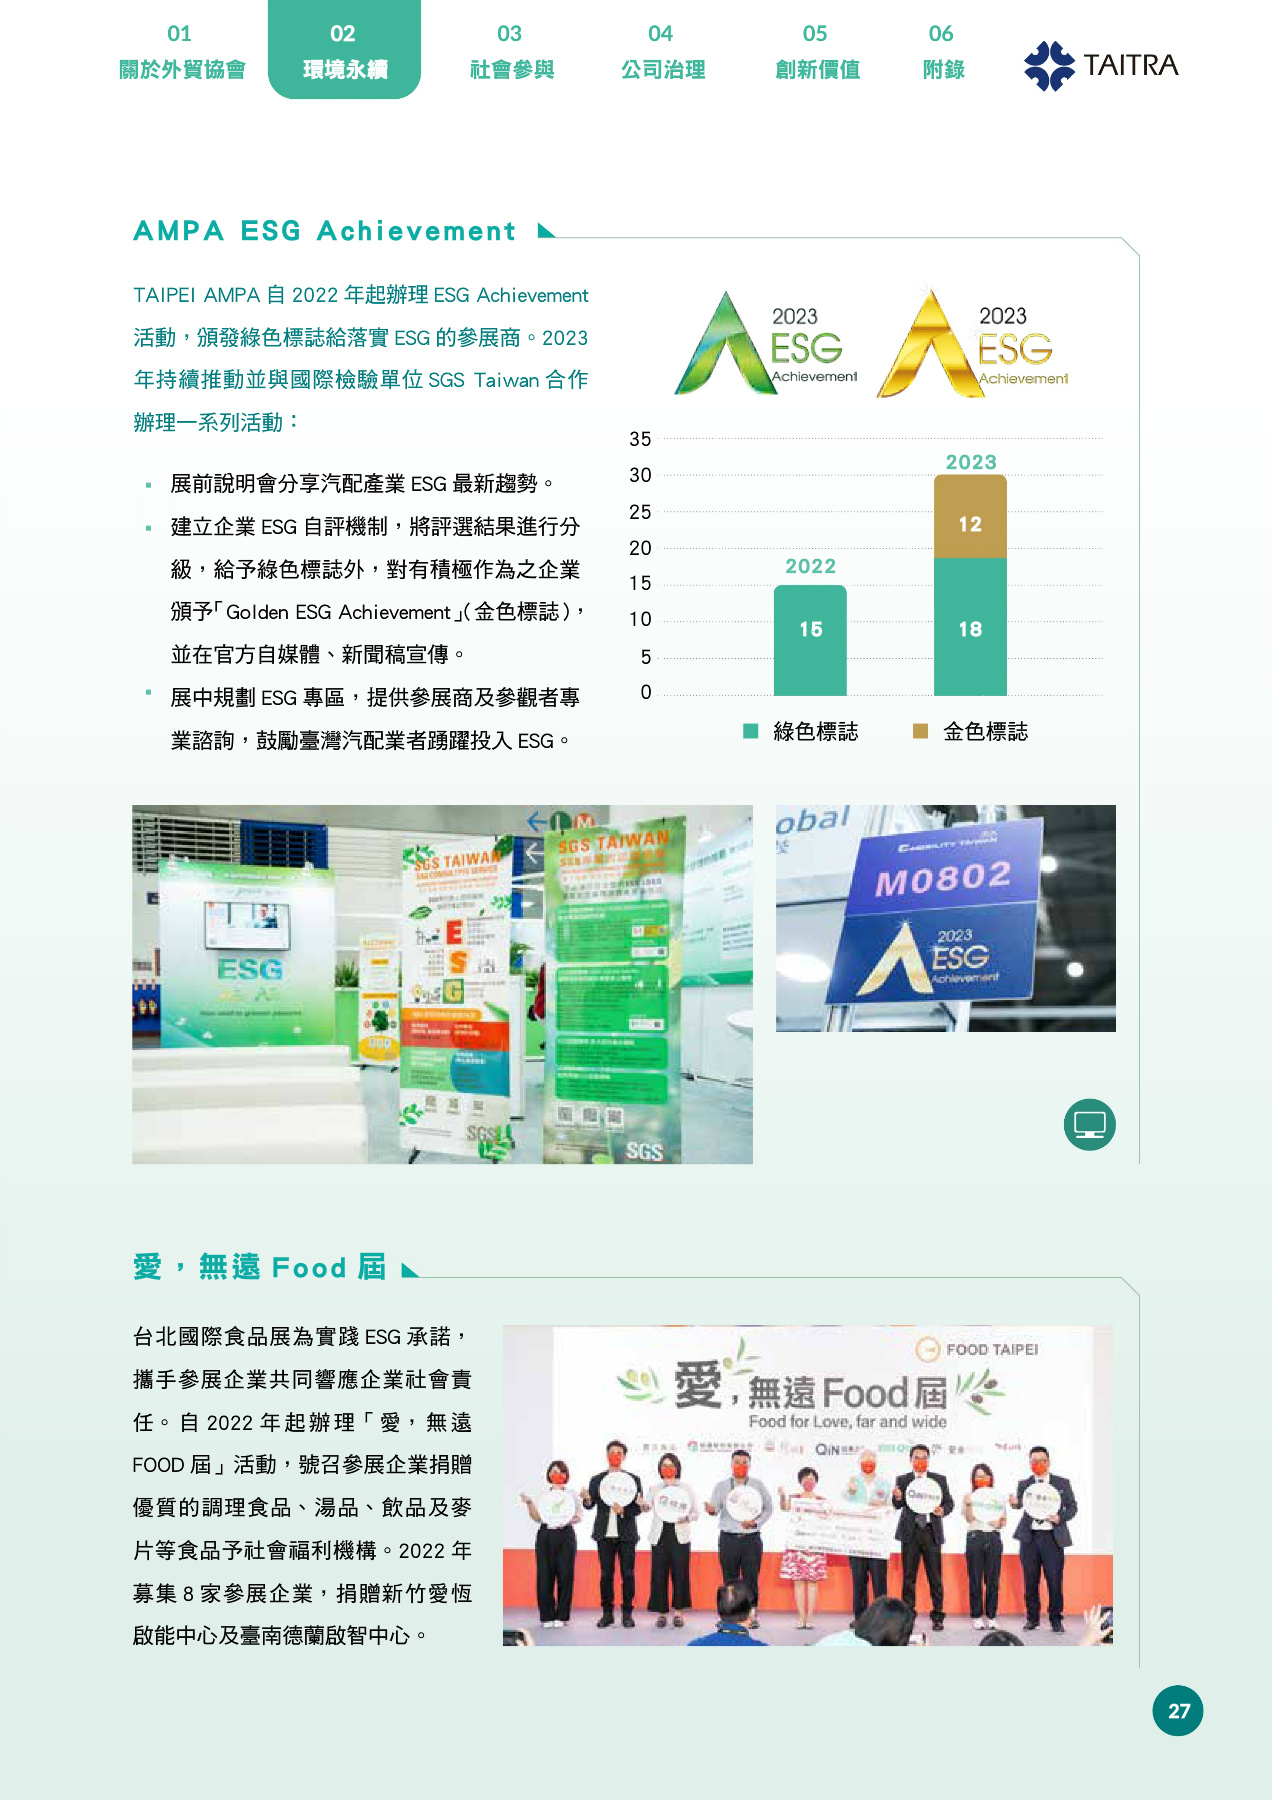 01
關於外貿協會
02
環境永續
03
社會參與
04
公司治理
05
創新價值
06
附錄
TAITRA
AMPA ESG Achievement
TAIPEI AMPA 自 2022 年起辦理 ESG Achievement
活動，頒發綠色標誌給落實 ESG 的參展商。2023
年持續推動並與國際檢驗單位 SGS Taiwan 合作
辦理一系列活動：
▪ 展前說明會分享汽配產業 ESG 最新趨勢。
▪ 建立企業 ESG 自評機制，將評選結果進行分
級，給予綠色標誌外，對有積極作為之企業
頒予「Golden ESG Achievement」（金色標誌），
並在官方自媒體、新聞稿宣傳。
▪ 展中規劃 ESG 專區，提供參展商及參觀者專
業諮詢，鼓勵臺灣汽配業者踴躍投入 ESG。
2023
ESG
Achievement
2023
ESG
Achievement
35
30
25
20
15
10
5
0
2022
15
2023
12
18
綠色標誌
金色標誌
ESG
SGS TAIWAN
E
S
G
SGS
L M
SGS TAIWAN
SGS
obal
M0802
2023
ESG
Achievement
愛，無遠 Food 屆
台北國際食品展為實踐 ESG 承諾，
攜手參展企業共同響應企業社會責
任。自 2022 年起辦理「愛，無遠
FOOD 屆」活動，號召參展企業捐贈
優質的調理食品、湯品、飲品及麥
片等食品予社會福利機構。2022 年
募集 8 家參展企業，捐贈新竹愛恆
啟能中心及臺南德蘭啟智中心。
FOOD TAIPEI
愛，無遠Food屆
Food for Love, far and wide
27